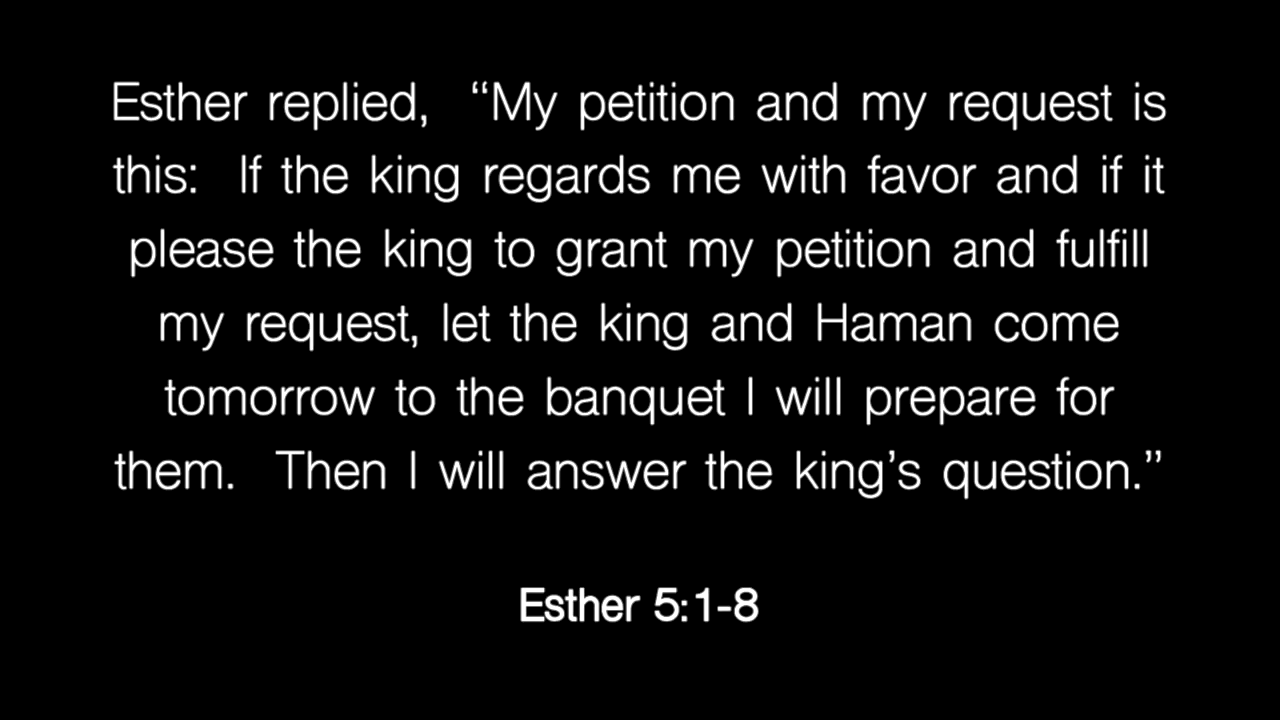 Esther replied, “My petition and my request is
this: If the king regards me with favor and if it
please the king to grant my petition and fulfill
my request, let the king and Haman come
tomorrow to the banquet I will prepare for
them. Then I will answer the king’s question.”
Esther 5:1-8